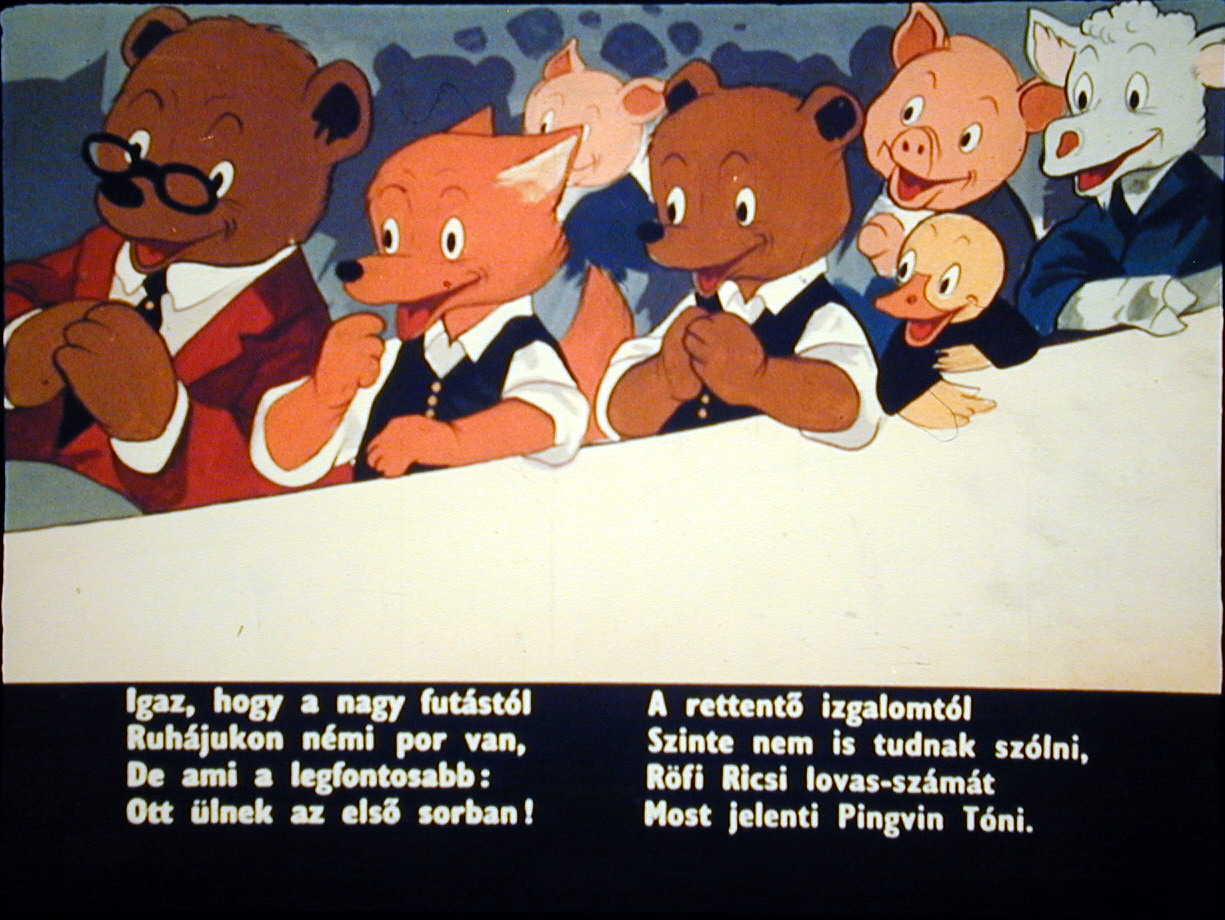 Igaz, hogy a nagy futástól
Ruhájukon némi por van,
De ami a legfontosabb:
Ott ülnek az első sorban!
A rettentő izgalomtól
Szinte nem is tudnak szólni,
Röfi Ricsi lovas-számát
Most jelenti Pingvin Tóni.